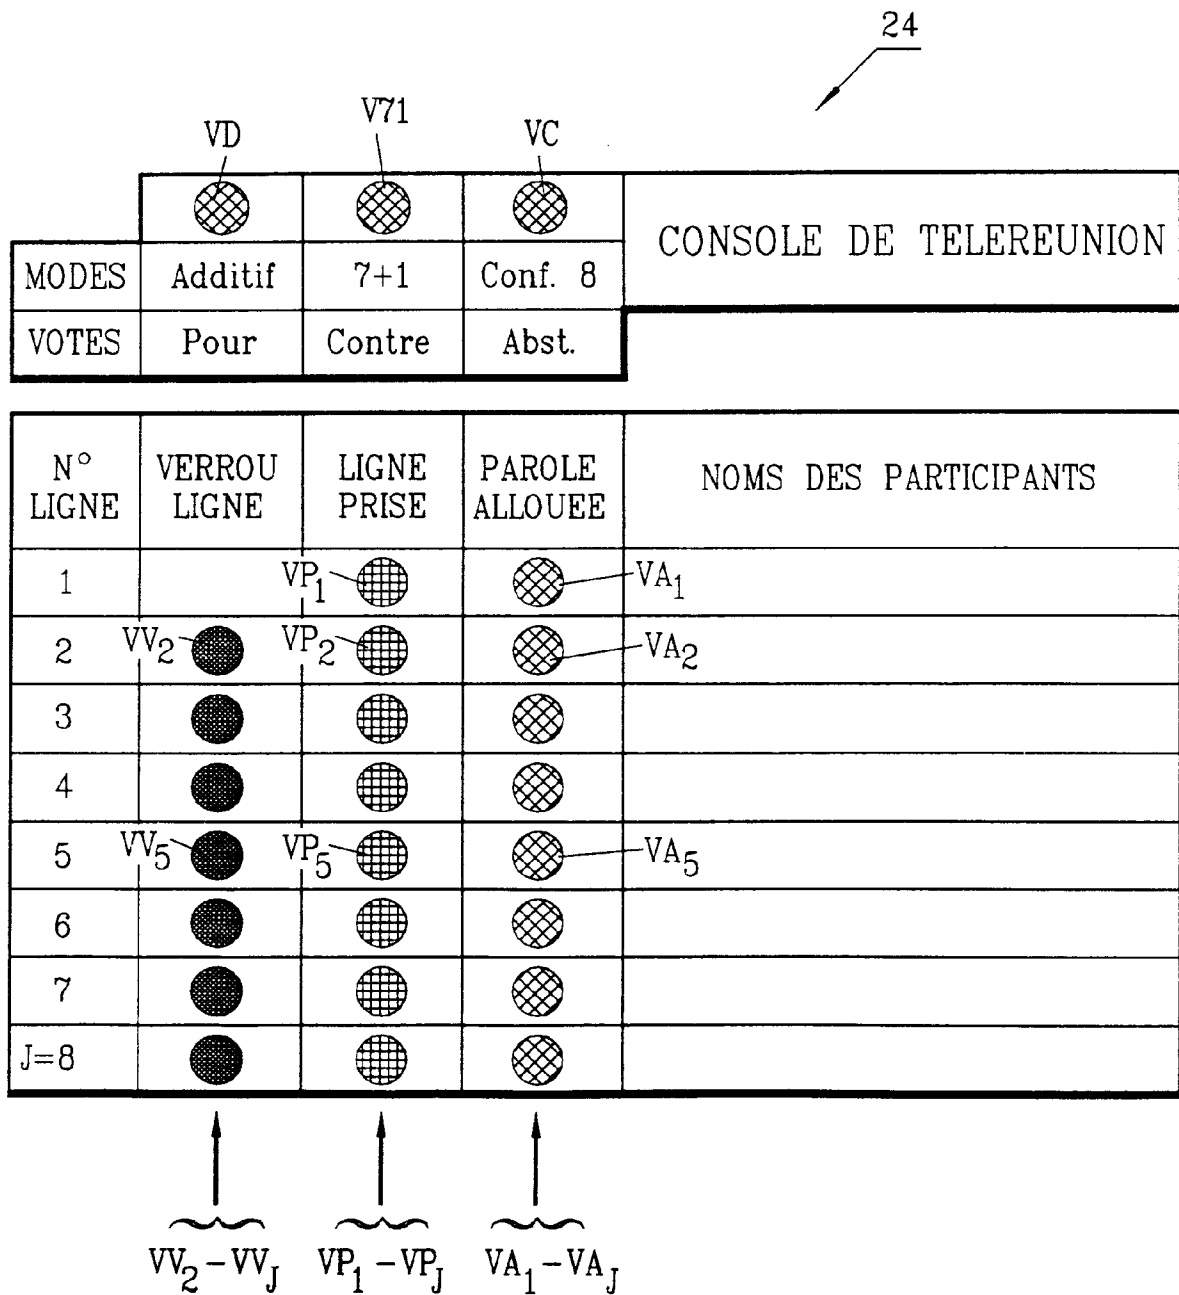 24
VD V71 VC
CONSOLE DE TELEREUNION
MODES Additif 7+1 Conf. 8
VOTES Pour Contre Abst.
N° LIGNE VERROU LIGNE LIGNE PRISE PAROLE ALLOUEE NOMS DES PARTICIPANTS
1 VP1 VA1
2 VV2 VP2 VA2
3
4
5 VV5 VP5 VA5
6
7
J=8
VV2-VVJ VP1-VPJ VA1-VAJ